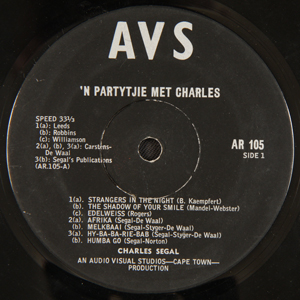 AVS
'N PARTYTJIE MET CHARLES
SPEED 33⅓
1(a): Leeds
(b): Robbins
(c): Williamson
2(a), (b), 3(a): Carstens-
De Waal
3(b): Segal's Publications
(AR.105-A)
AR 105
SIDE 1
1(a). STRANGERS IN THE NIGHT (B. Kaempfert)
(b). THE SHADOW OF YOUR SMILE (Mandel-Webster)
(c). EDELWEISS (Rogers)
2(a). AFRIKA (Segal-De Waal)
(b). MELKBAAI (Segal-Styger-De Waal)
3(a). HY-BA-BA-RIE-BAB (Segal-Styger-De Waal)
(b). HUMBA GO (Segal-Norton)
CHARLES SEGAL
AN AUDIO VISUAL STUDIOS—CAPE TOWN—
PRODUCTION